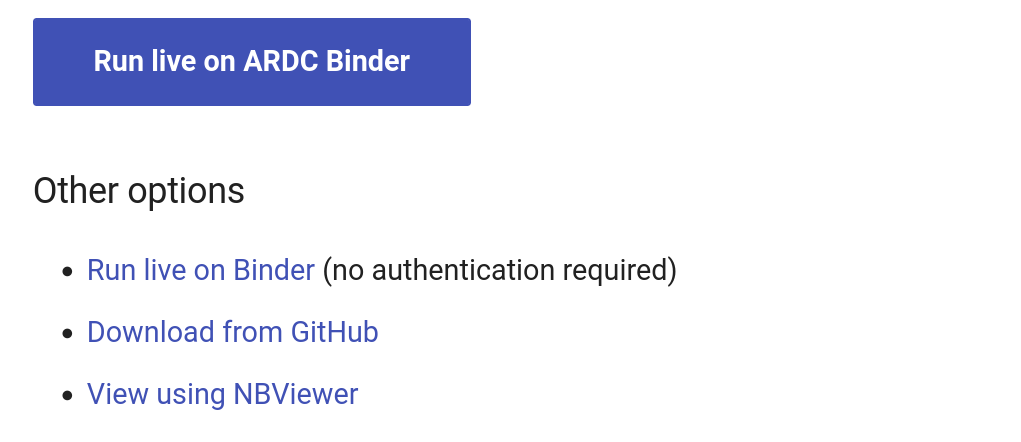 Run live on ARDC Binder
Other options
Run live on Binder (no authentication required)
Download from GitHub
View using NBViewer